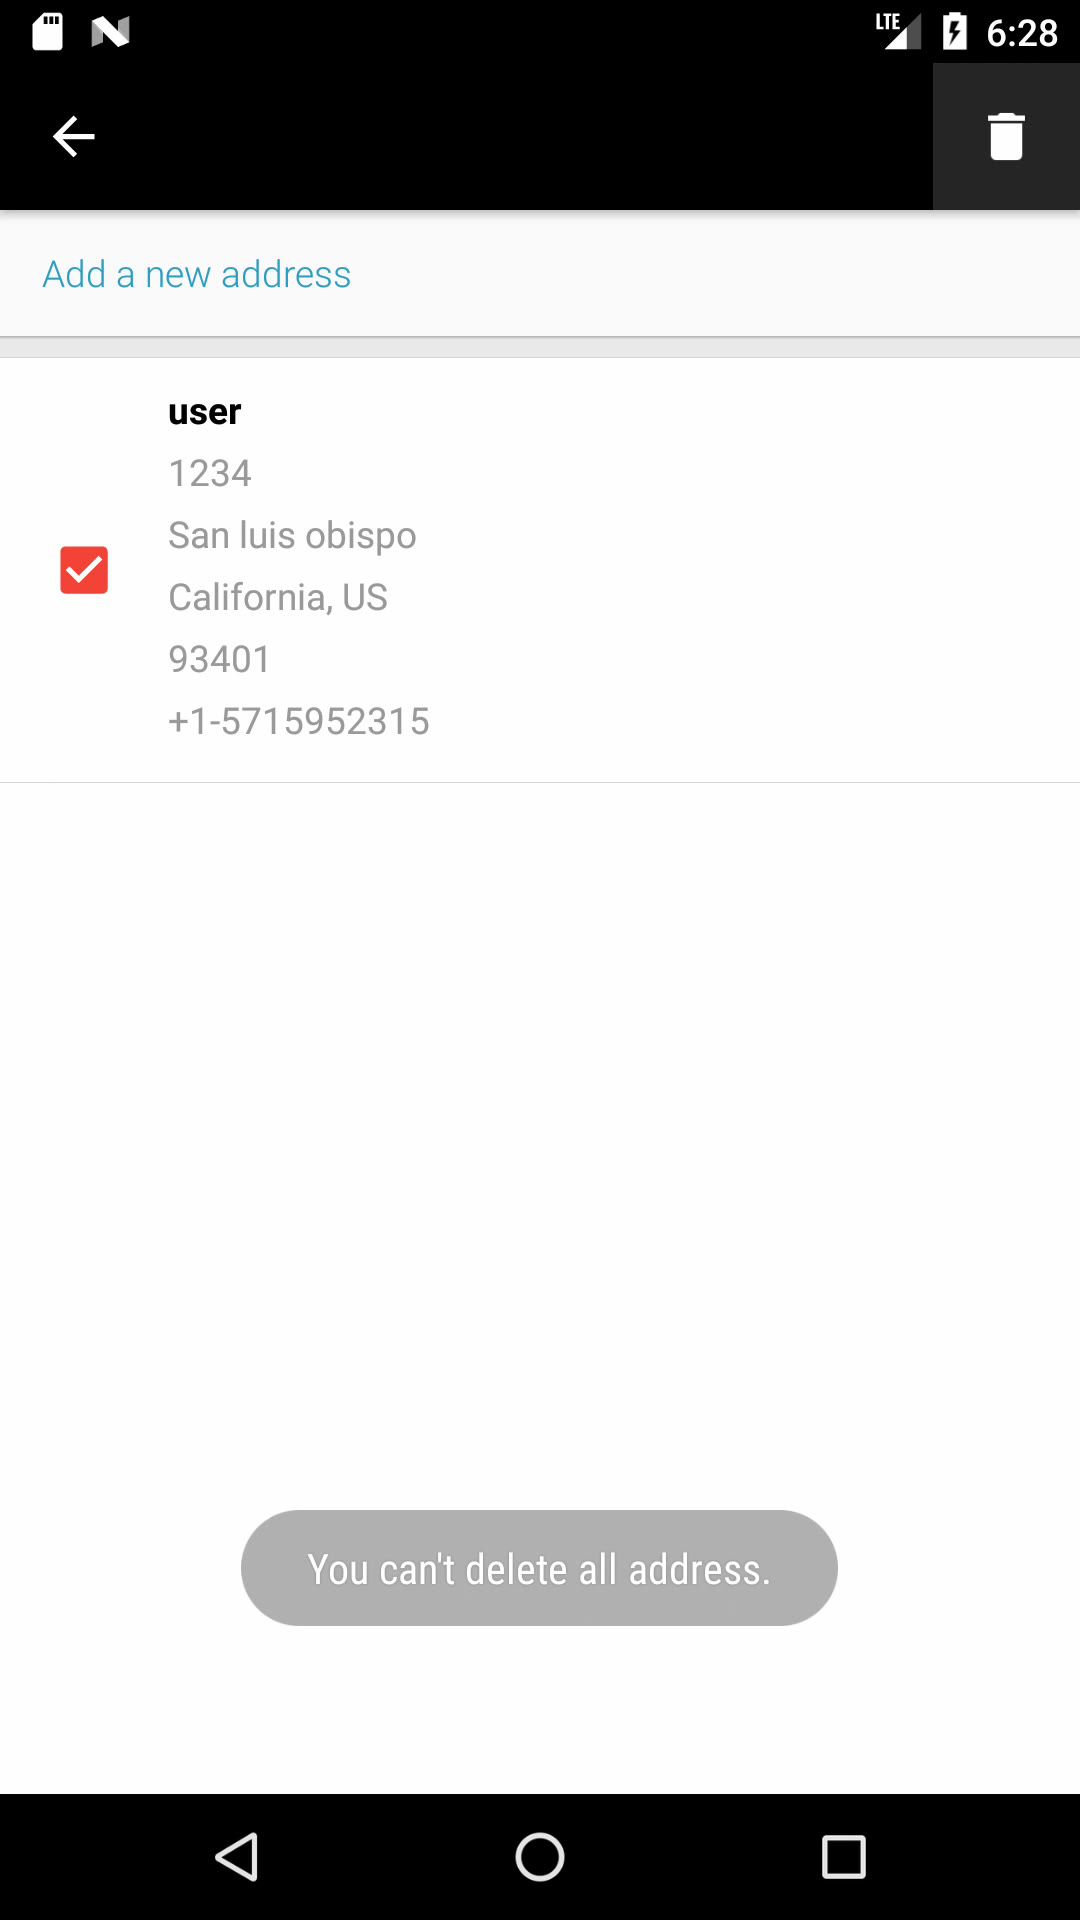 LTE 6:28
Add a new address
user
1234
San luis obispo
California, US
93401
+1-5715952315
You can't delete all address.